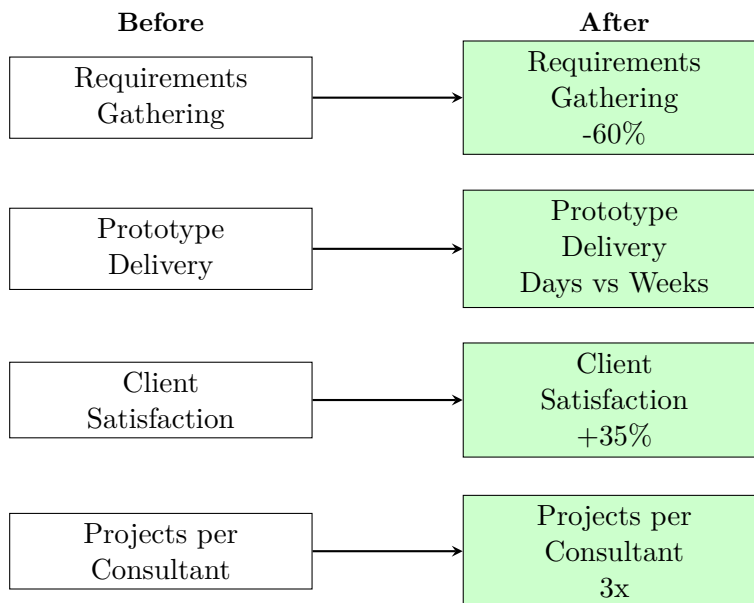 Before
After
Requirements
Gathering
Requirements
Gathering
-60%
Prototype
Delivery
Prototype
Delivery
Days vs Weeks
Client
Satisfaction
Client
Satisfaction
+35%
Projects per
Consultant
Projects per
Consultant
3x